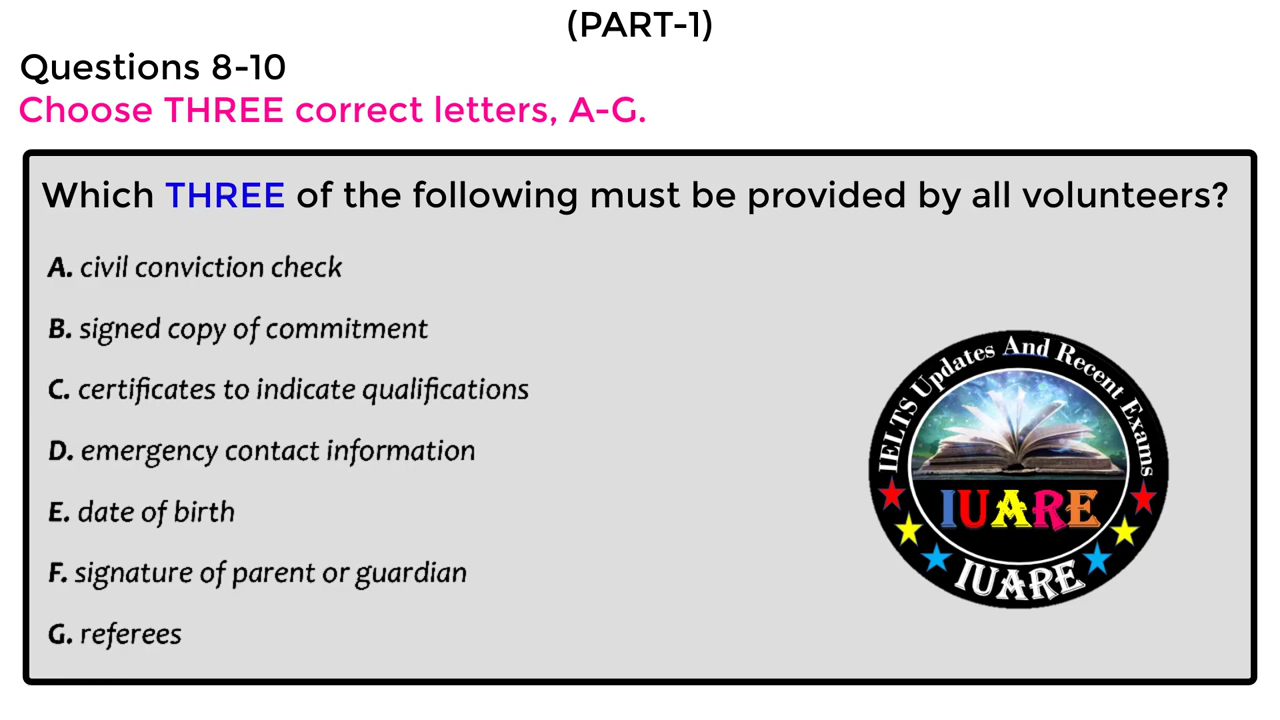 (PART-1)
Questions 8-10
Choose THREE correct letters, A-G.
Which THREE of the following must be provided by all volunteers?
A. civil conviction check
B. signed copy of commitment
C. certificates to indicate qualifications
D. emergency contact information
E. date of birth
F. signature of parent or guardian
G. referees
IELTS Updates And Recent Exams
IUARE
IUARE